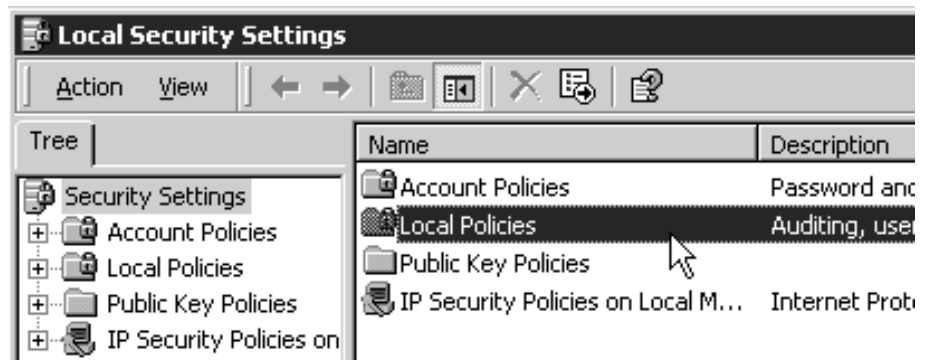 Local Security Settings
Action View
Tree
Name Description
Security Settings
Account Policies
Local Policies
Public Key Policies
IP Security Policies on
Account Policies Password and
Local Policies Auditing, user
Public Key Policies
IP Security Policies on Local M... Internet Proto